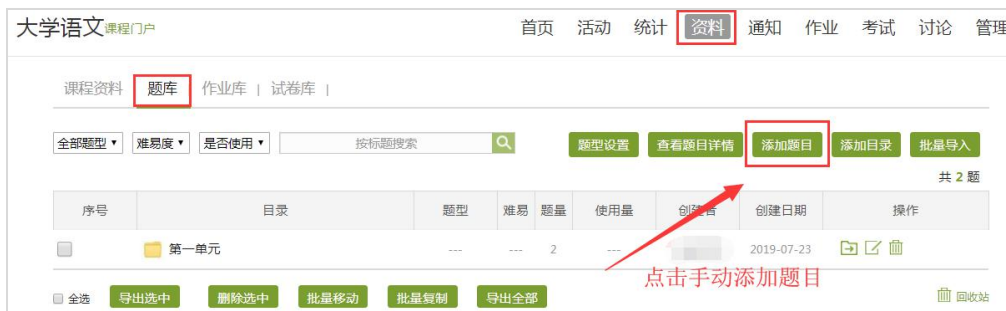 大学语文 课程门户 首页 活动 统计 资料 通知 作业 考试 讨论 管理
课程资料 题库 作业库 | 试卷库 |
全部题型 难易度 是否使用 按标题搜索 题型设置 查看题目详情 添加题目 添加目录 批量导入
共 2 题
序号 目录 题型 难易 题量 使用量 创建者 创建日期 操作
第一单元 --- --- 2 --- 2019-07-23
点击手动添加题目
全选 导出选中 删除选中 批量移动 批量复制 导出全部 回收站